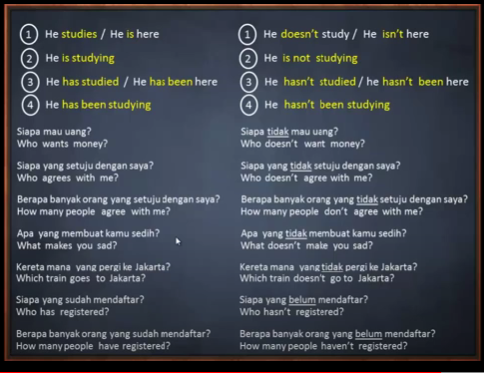 1 He studies / He is here
2 He is studying
3 He has studied / He has been here
4 He has been studying
Siapa mau uang?
Who wants money?
Siapa yang setuju dengan saya?
Who agrees with me?
Berapa banyak orang yang setuju dengan saya?
How many people agree with me?
Apa yang membuat kamu sedih?
What makes you sad?
Kereta mana yang pergi ke Jakarta?
Which train goes to Jakarta?
Siapa yang sudah mendaftar?
Who has registered?
Berapa banyak orang yang sudah mendaftar?
How many people have registered?
1 He doesn't study / He isn't here
2 He is not studying
3 He hasn't studied / he hasn't been here
4 He hasn't been studying
Siapa tidak mau uang?
Who doesn't want money?
Siapa yang tidak setuju dengan saya?
Who doesn't agree with me?
Berapa banyak orang yang tidak setuju dengan saya?
How many people don't agree with me?
Apa yang tidak membuat kamu sedih?
What doesn't make you sad?
Kereta mana yang tidak pergi ke Jakarta?
Which train doesn't go to Jakarta?
Siapa yang belum mendaftar?
Who hasn't registered?
Berapa banyak orang yang belum mendaftar?
How many people haven't registered?